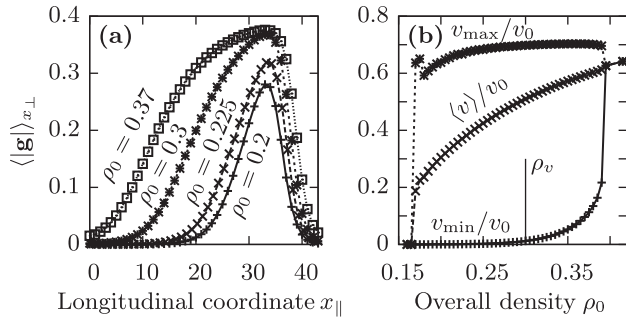 (a)
(b)
⟨|g|⟩x⊥
0.4
0.3
0.2
0.1
0
ρ0 = 0.37
ρ0 = 0.3
ρ0 = 0.225
ρ0 = 0.2
0 10 20 30 40
Longitudinal coordinate x∥
0.8
0.6
0.4
0.2
0
vmax/v0
⟨v⟩/v0
ρv
vmin/v0
0.15 0.25 0.35
Overall density ρ0